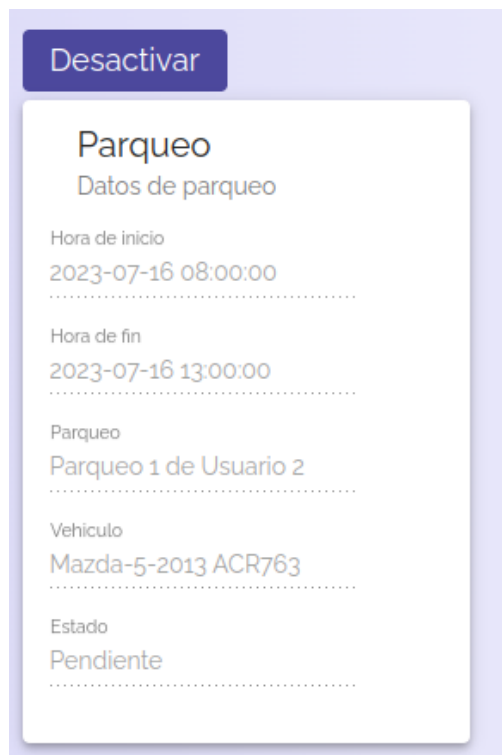 Desactivar
Parqueo
Datos de parqueo
Hora de inicio
2023-07-16 08:00:00
Hora de fin
2023-07-16 13:00:00
Parqueo
Parqueo 1 de Usuario 2
Vehiculo
Mazda-5-2013 ACR763
Estado
Pendiente